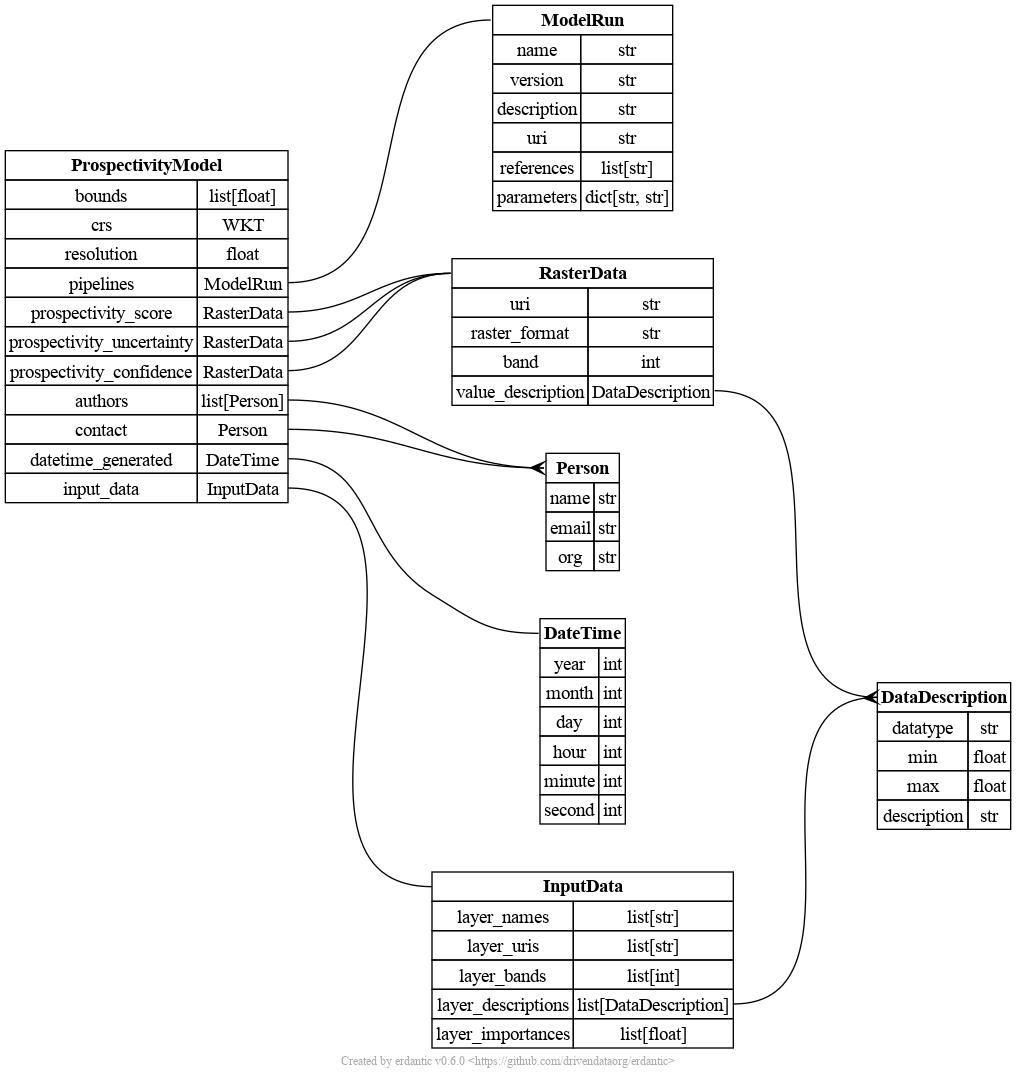 ModelRun
name str
version str
description str
uri str
references list[str]
parameters dict[str, str]
ProspectivityModel
bounds list[float]
crs WKT
resolution float
pipelines ModelRun
prospectivity_score RasterData
prospectivity_uncertainty RasterData
prospectivity_confidence RasterData
authors list[Person]
contact Person
datetime_generated DateTime
input_data InputData
RasterData
uri str
raster_format str
band int
value_description DataDescription
Person
name str
email str
org str
DateTime
year int
month int
day int
hour int
minute int
second int
DataDescription
datatype str
min float
max float
description str
InputData
layer_names list[str]
layer_uris list[str]
layer_bands list[int]
layer_descriptions list[DataDescription]
layer_importances list[float]
Created by erdantic v0.6.0 <https://github.com/drivendataorg/erdantic>